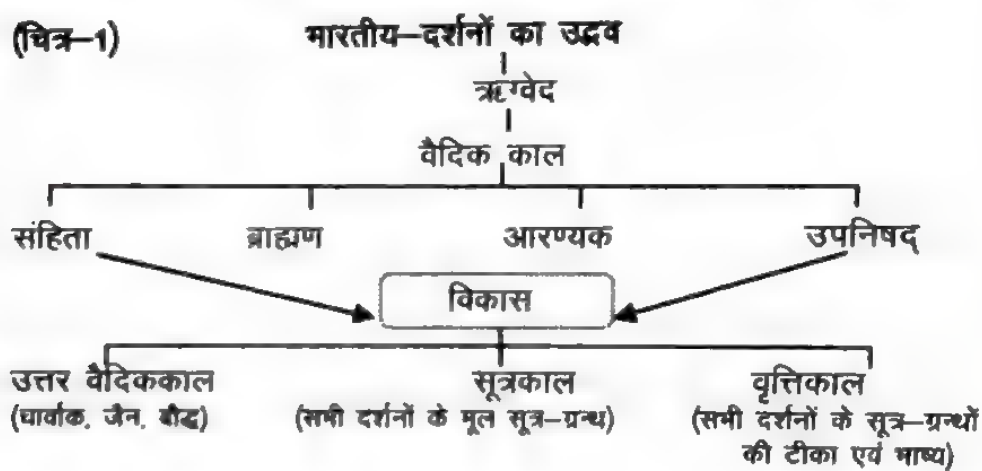 (चित्र-1) भारतीय-दर्शनों का उद्भव
ऋग्वेद
वैदिक काल
संहिता ब्राह्मण आरण्यक उपनिषद्
विकास
उत्तर वैदिककाल सूत्रकाल वृत्तिकाल
(चार्वाक, जैन, बौद्ध) (सभी दर्शनों के मूल सूत्र-ग्रन्थ) (सभी दर्शनों के सूत्र-ग्रन्थों
की टीका एवं भाष्य)